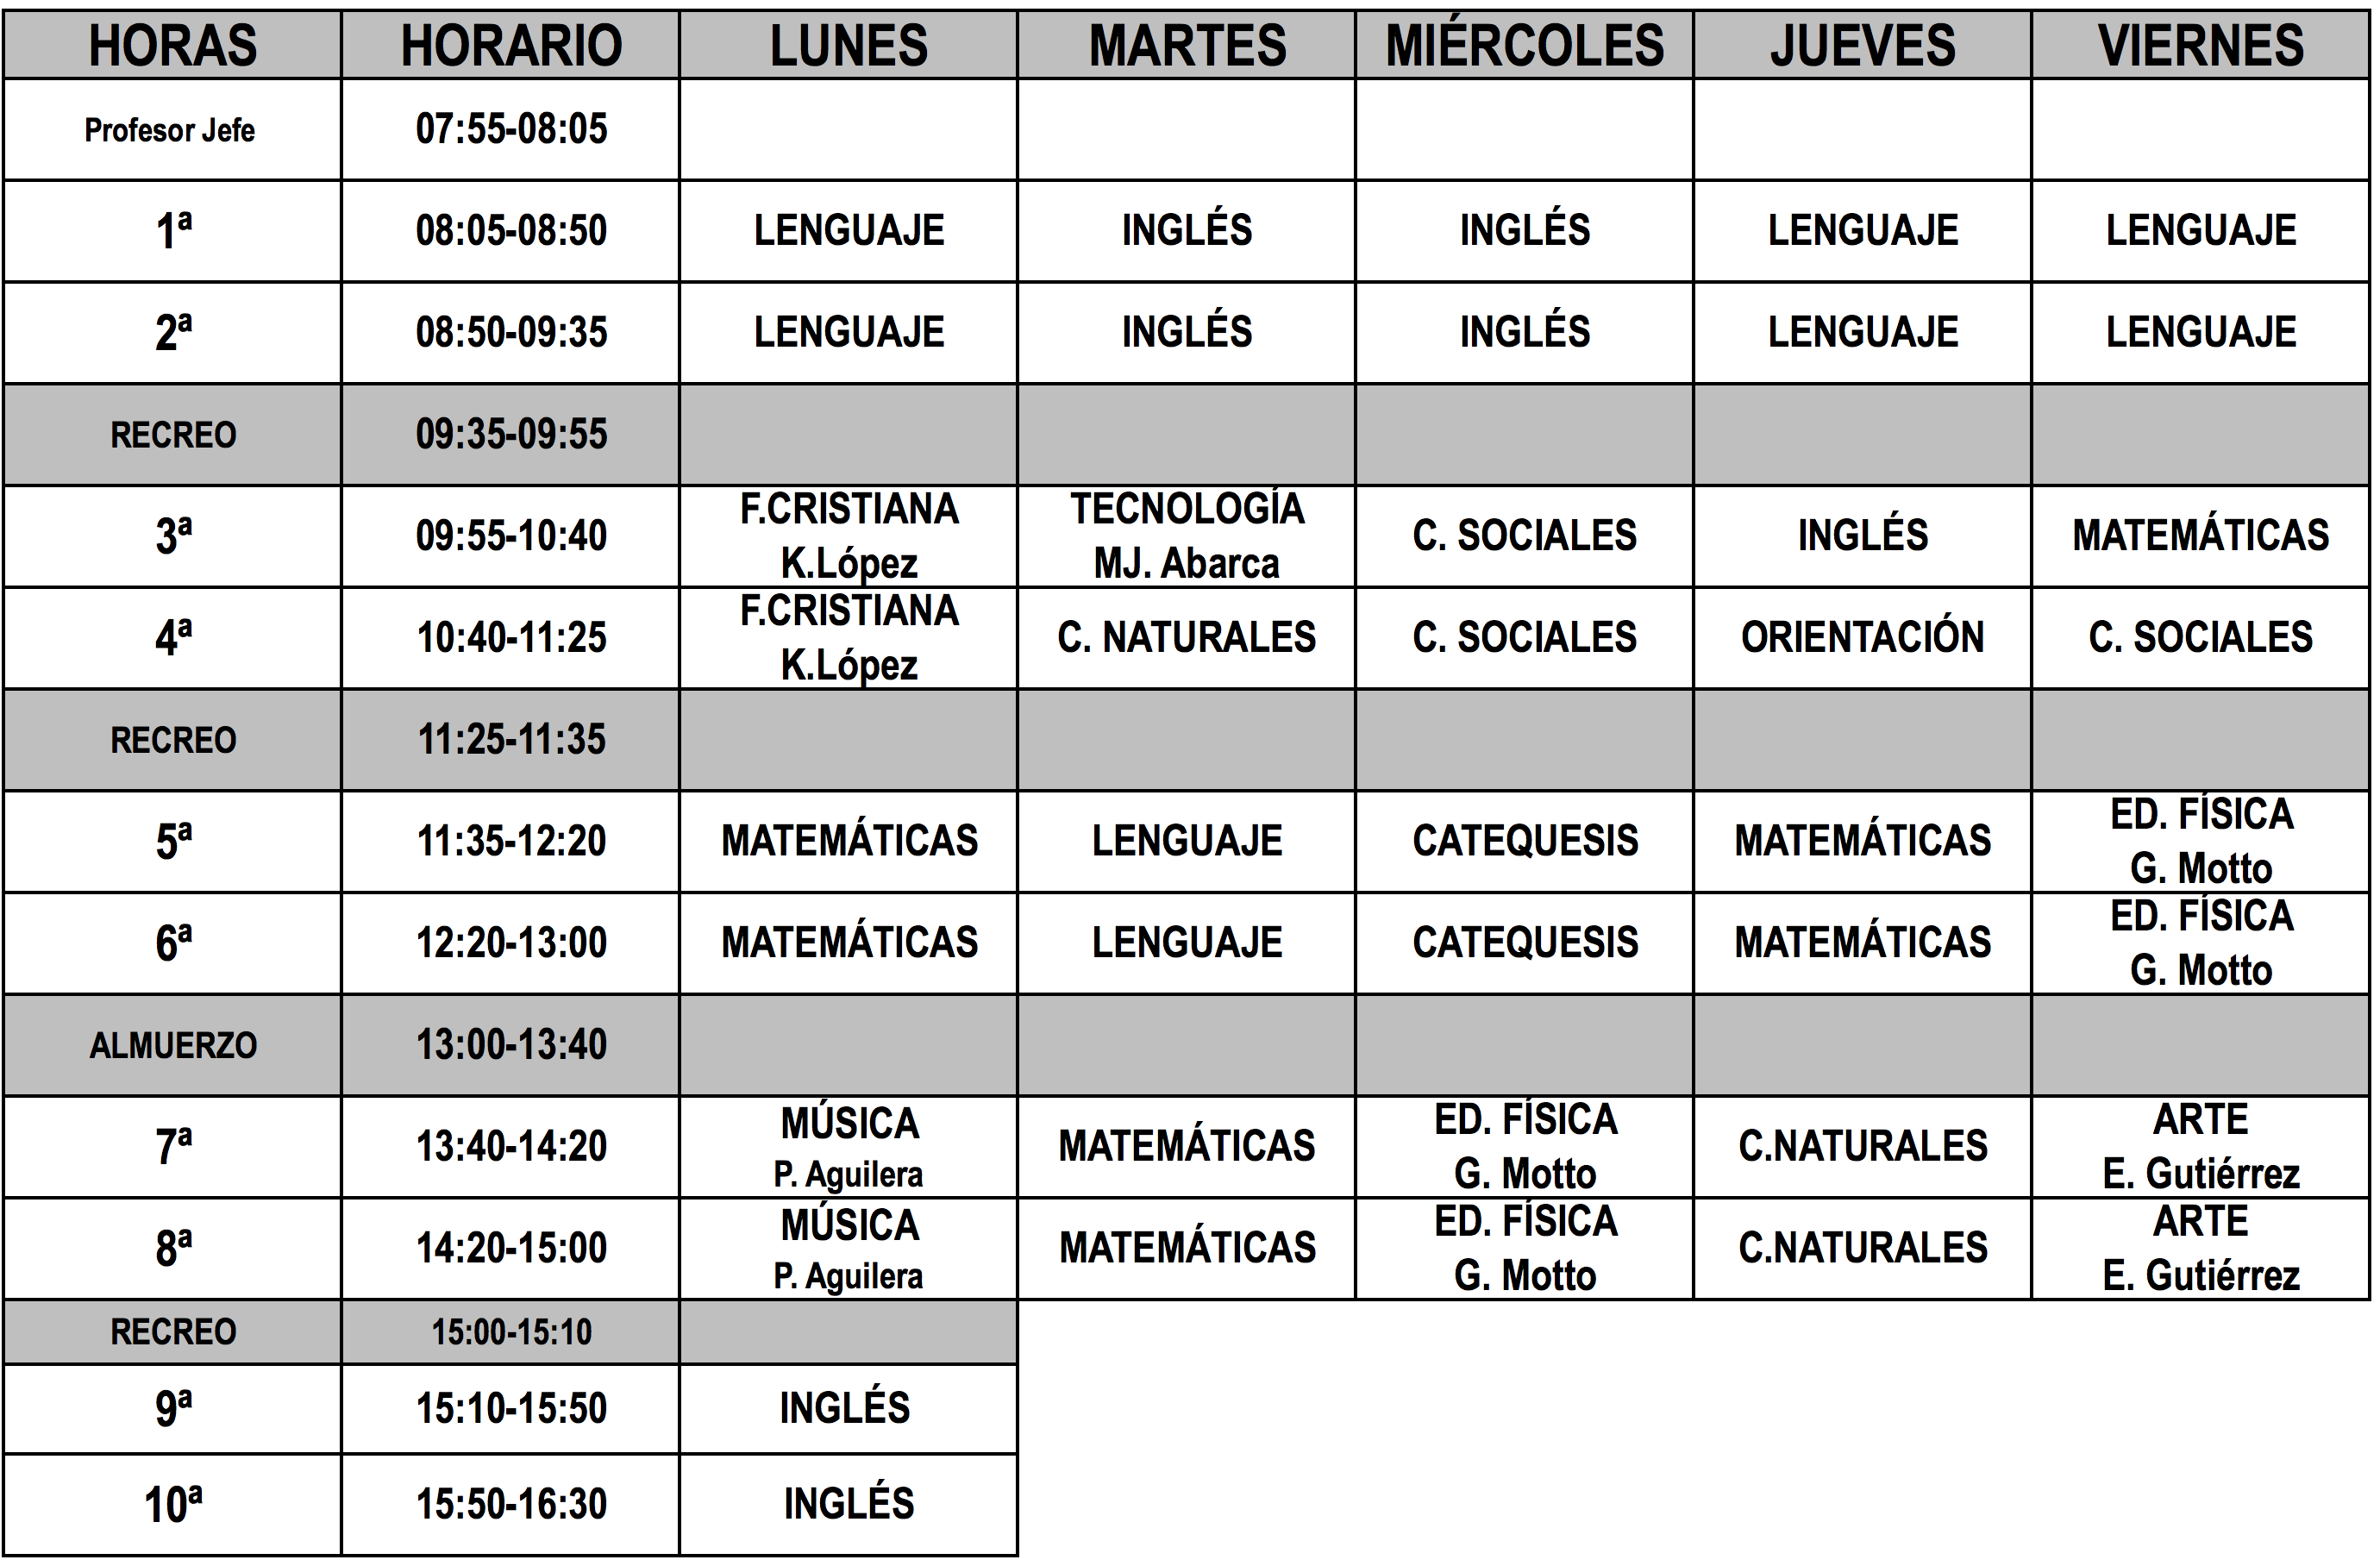 HORAS HORARIO LUNES MARTES MIÉRCOLES JUEVES VIERNES
Profesor Jefe 07:55-08:05
1ª 08:05-08:50 LENGUAJE INGLÉS INGLÉS LENGUAJE LENGUAJE
2ª 08:50-09:35 LENGUAJE INGLÉS INGLÉS LENGUAJE LENGUAJE
RECREO 09:35-09:55
3ª 09:55-10:40 F.CRISTIANA K.López TECNOLOGÍA MJ. Abarca C. SOCIALES INGLÉS MATEMÁTICAS
4ª 10:40-11:25 F.CRISTIANA K.López C. NATURALES C. SOCIALES ORIENTACIÓN C. SOCIALES
RECREO 11:25-11:35
5ª 11:35-12:20 MATEMÁTICAS LENGUAJE CATEQUESIS MATEMÁTICAS ED. FÍSICA G. Motto
6ª 12:20-13:00 MATEMÁTICAS LENGUAJE CATEQUESIS MATEMÁTICAS ED. FÍSICA G. Motto
ALMUERZO 13:00-13:40
7ª 13:40-14:20 MÚSICA P. Aguilera MATEMÁTICAS ED. FÍSICA G. Motto C.NATURALES ARTE E. Gutiérrez
8ª 14:20-15:00 MÚSICA P. Aguilera MATEMÁTICAS ED. FÍSICA G. Motto C.NATURALES ARTE E. Gutiérrez
RECREO 15:00-15:10
9ª 15:10-15:50 INGLÉS
10ª 15:50-16:30 INGLÉS